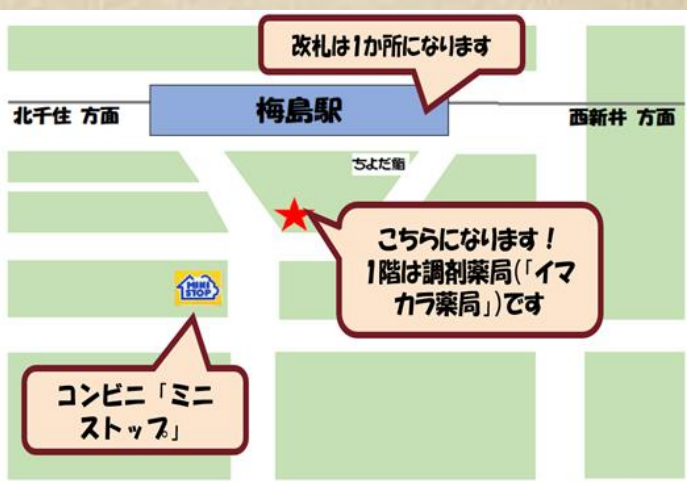 改札は1か所になります
梅島駅
北千住 方面
西新井 方面
ちよだ鮨
こちらになります！
1階は調剤薬局(「イマ
カラ薬局」)です
MINI
STOP
コンビニ「ミニ
ストップ」